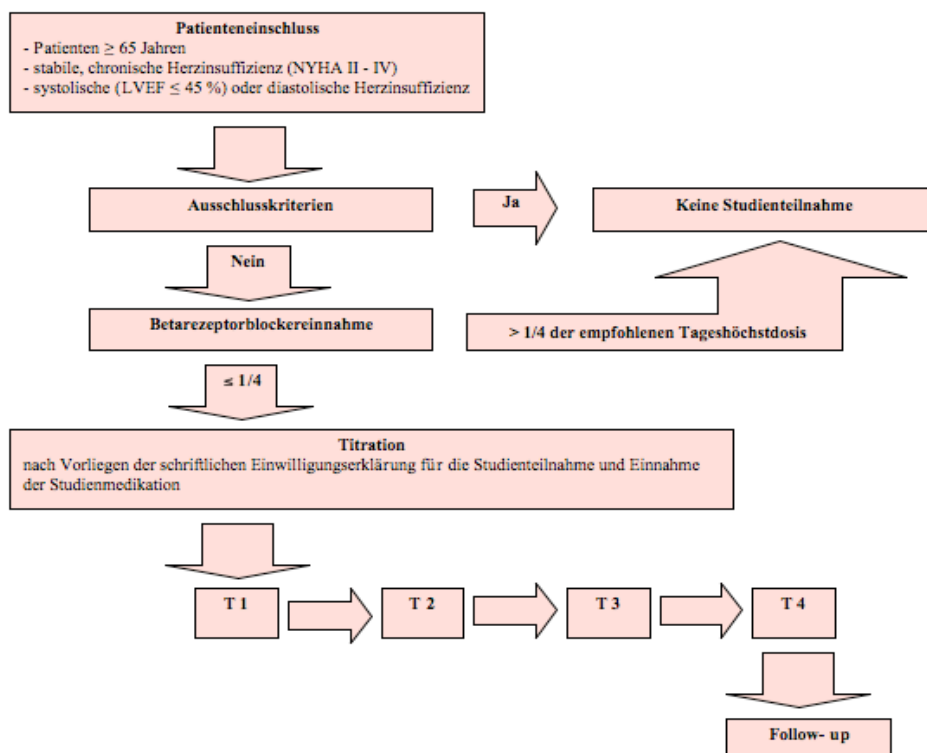 Patienteneinschluss
- Patienten ≥ 65 Jahren
- stabile, chronische Herzinsuffizienz (NYHA II - IV)
- systolische (LVEF ≤ 45 %) oder diastolische Herzinsuffizienz
Ausschlusskriterien
Ja
Keine Studienteilnahme
Nein
Betarezeptorblockereinnahme
> 1/4 der empfohlenen Tageshöchstdosis
≤ 1/4
Titration
nach Vorliegen der schriftlichen Einwilligungserklärung für die Studienteilnahme und Einnahme
der Studienmedikation
T 1
T 2
T 3
T 4
Follow- up